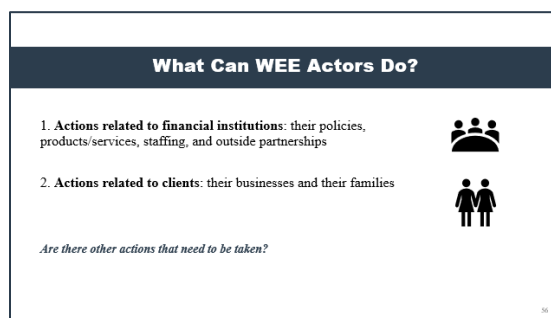 What Can WEE Actors Do?
1. Actions related to financial institutions: their policies,
products/services, staffing, and outside partnerships
2. Actions related to clients: their businesses and their families
Are there other actions that need to be taken?
56